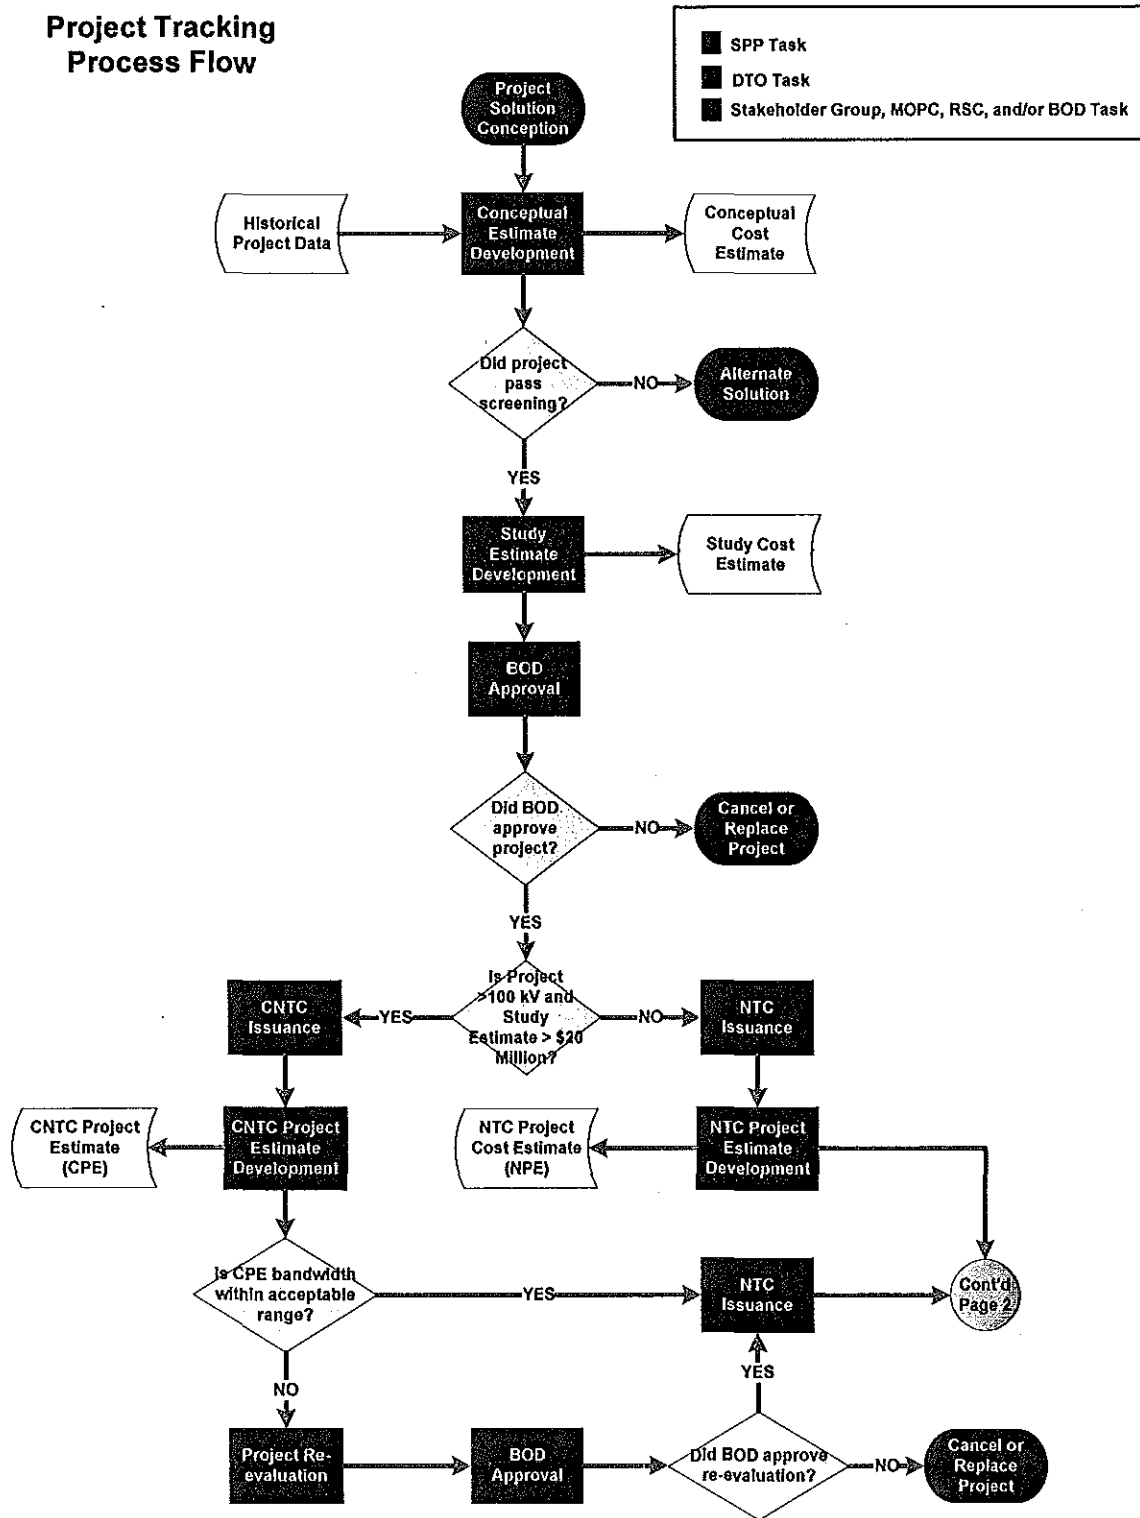 Project Tracking
Process Flow
SPP Task
DTO Task
Stakeholder Group, MOPC, RSC, and/or BOD Task
Project
Solution
Conception
Historical
Project Data
Conceptual
Estimate
Development
Conceptual
Cost
Estimate
Did project
pass
screening?
NO
Alternate
Solution
YES
Study
Estimate
Development
Study Cost
Estimate
BOD
Approval
Did BOD
approve
project?
NO
Cancel or
Replace
Project
YES
Is Project
>100 kV and
Study
Estimate > $20
Million?
YES
CNTC
Issuance
NO
NTC
Issuance
CNTC Project
Estimate
(CPE)
CNTC Project
Estimate
Development
NTC Project
Cost Estimate
(NPE)
NTC Project
Estimate
Development
Is CPE bandwidth
within acceptable
range?
YES
NTC
Issuance
Cont'd
Page 2
NO
YES
Project Re-
evaluation
BOD
Approval
Did BOD approve
re-evaluation?
NO
Cancel or
Replace
Project